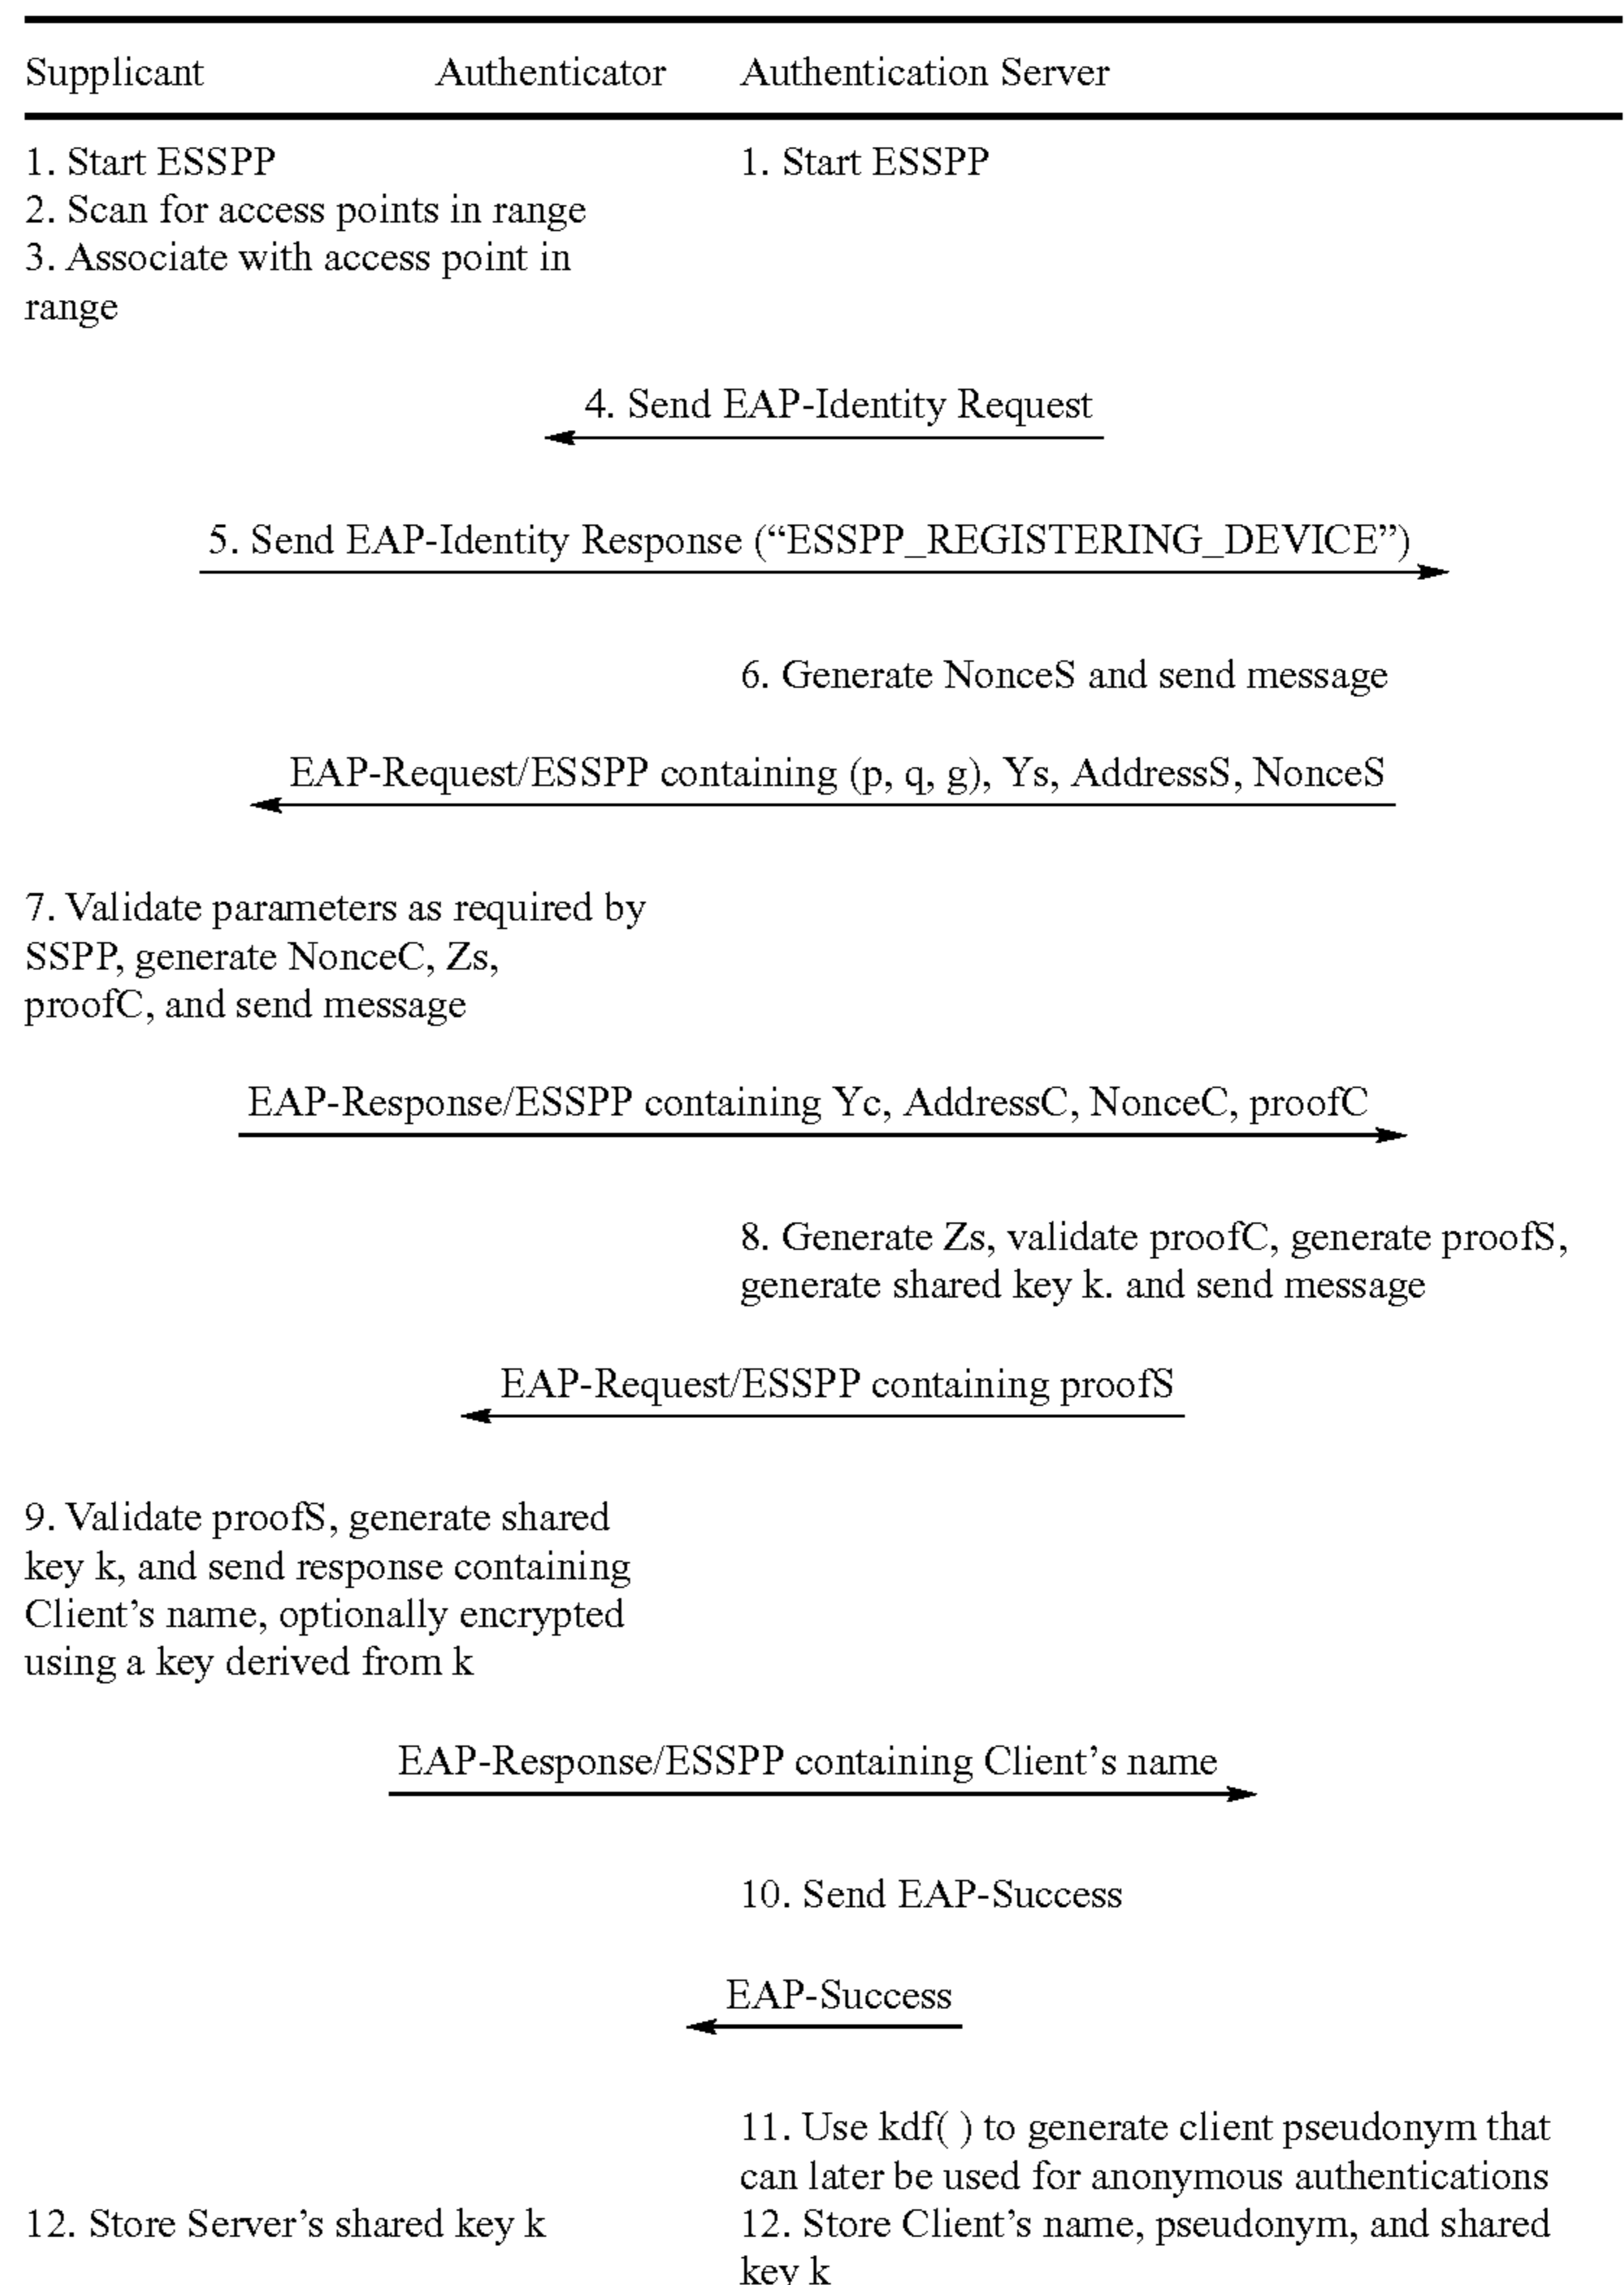 Supplicant Authenticator Authentication Server
1. Start ESSPP 1. Start ESSPP
2. Scan for access points in range
3. Associate with access point in
range
4. Send EAP-Identity Request
5. Send EAP-Identity Response (“ESSPP_REGISTERING_DEVICE”)
6. Generate NonceS and send message
EAP-Request/ESSPP containing (p, q, g), Ys, AddressS, NonceS
7. Validate parameters as required by
SSPP, generate NonceC, Zs,
proofC, and send message
EAP-Response/ESSPP containing Yc, AddressC, NonceC, proofC
8. Generate Zs, validate proofC, generate proofS,
generate shared key k. and send message
EAP-Request/ESSPP containing proofS
9. Validate proofS, generate shared
key k, and send response containing
Client’s name, optionally encrypted
using a key derived from k
EAP-Response/ESSPP containing Client’s name
10. Send EAP-Success
EAP-Success
11. Use kdf( ) to generate client pseudonym that
can later be used for anonymous authentications
12. Store Server’s shared key k 12. Store Client’s name, pseudonym, and shared
key k